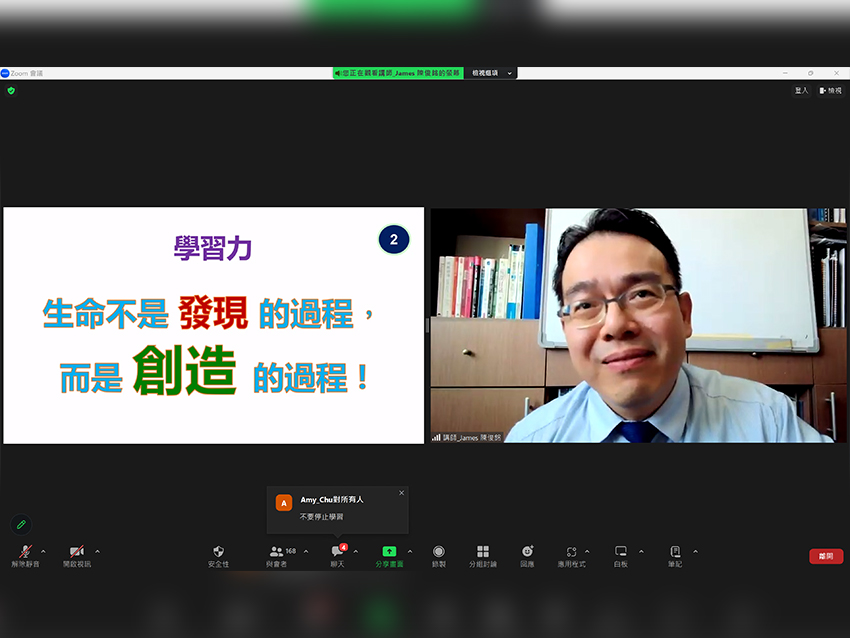 Zoom 會議
您正在觀看講師_James 陳俊銘的螢幕
檢視選項
登入
檢視
學習力
2
生命不是 發現 的過程，
而是 創造 的過程！
講師_James 陳俊銘
A
Amy_Chu對所有人
不要停止學習
解除靜音
開啟視訊
安全性
168
與會者
4
聊天
分享畫面
錄製
分組討論
回應
應用程式
白板
筆記
離開